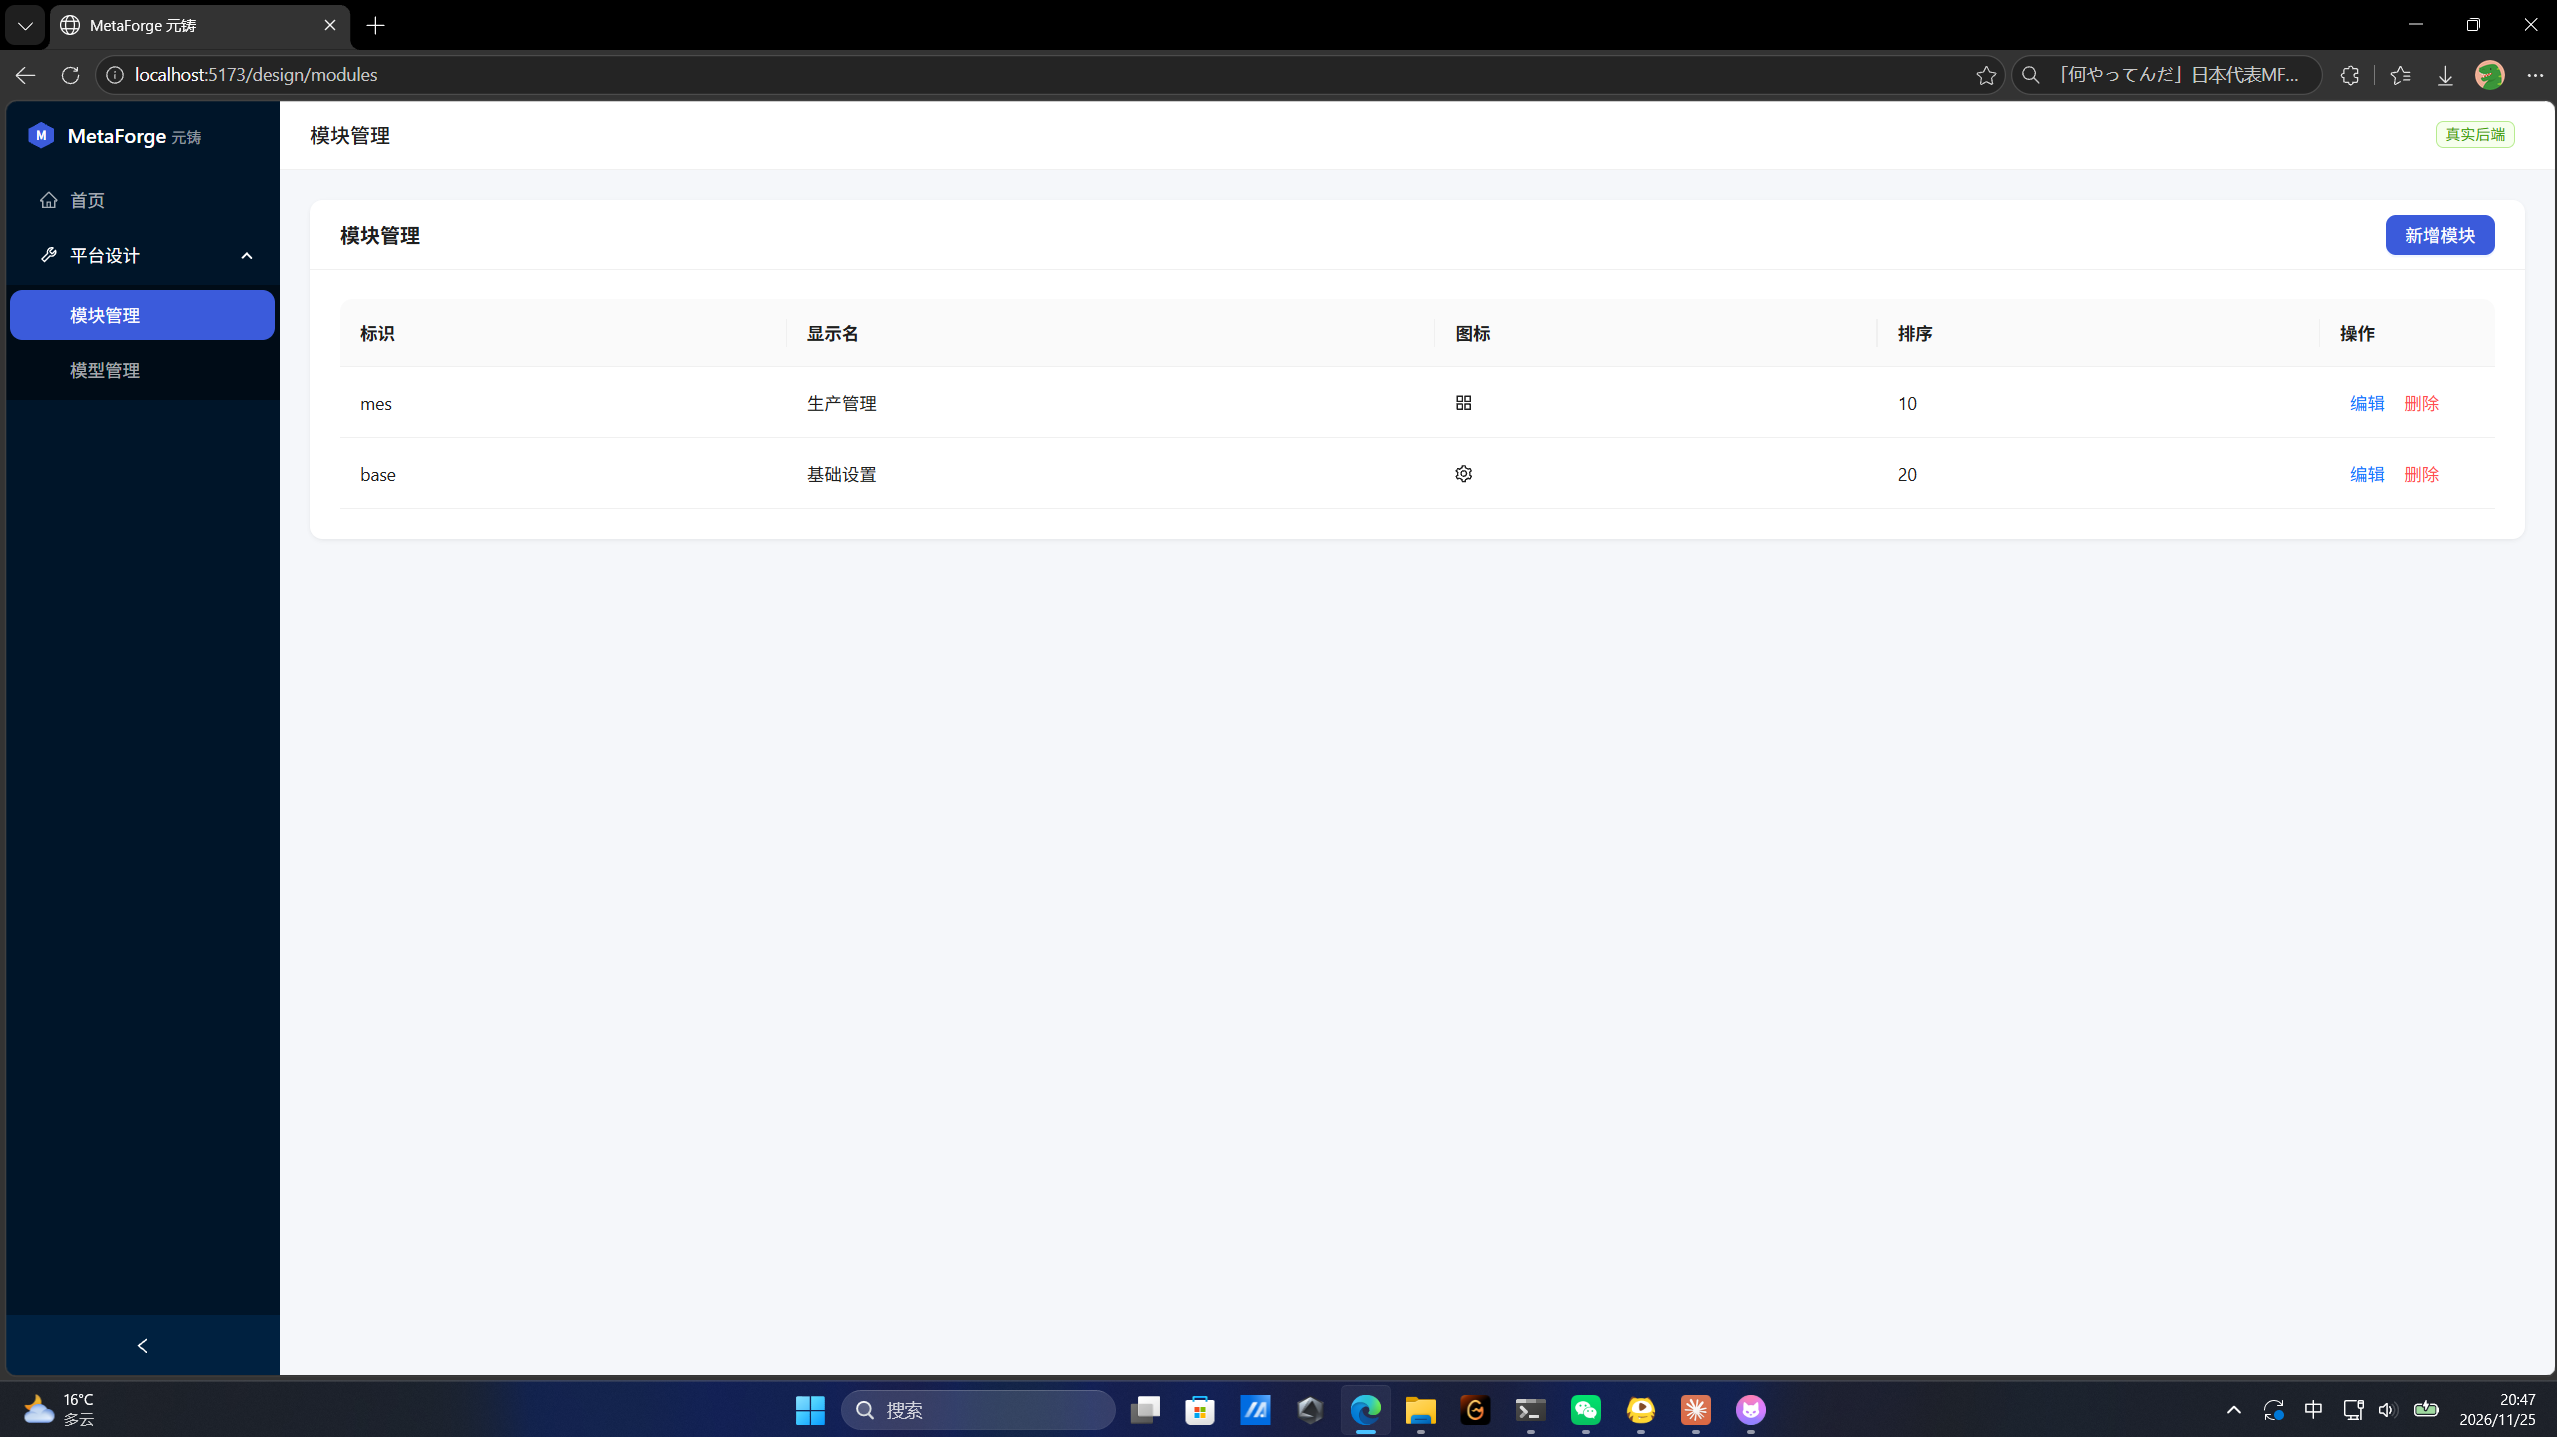 MetaForge 元铸
localhost:5173/design/modules
「何やってんだ」日本代表MF...
M MetaForge 元铸
模块管理
真实后端
首页
平台设计
模块管理
模型管理
模块管理
新增模块
标识 显示名 图标 排序 操作
mes 生产管理 10 编辑 删除
base 基础设置 20 编辑 删除
16°C
多云
搜索
中
20:47
2026/11/25